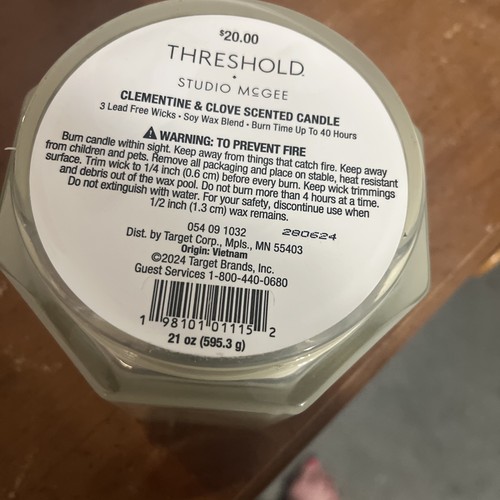 $20.00
THRESHOLD
STUDIO McGEE
CLEMENTINE & CLOVE SCENTED CANDLE
3 Lead Free Wicks • Soy Wax Blend • Burn Time Up To 40 Hours
WARNING: TO PREVENT FIRE
Burn candle within sight. Keep away from things that catch fire. Keep away
from children and pets. Remove all packaging and place on stable, heat resistant
surface. Trim wick to 1/4 inch (0.6 cm) before every burn. Keep wick trimmings
and debris out of the wax pool. Do not burn more than 4 hours at a time.
Do not extinguish with water. For your safety, discontinue use when
1/2 inch (1.3 cm) wax remains.
054 09 1032 280624
Dist. by Target Corp., Mpls., MN 55403
Origin: Vietnam
©2024 Target Brands, Inc.
Guest Services 1-800-440-0680
1 98101 01115 2
21 oz (595.3 g)